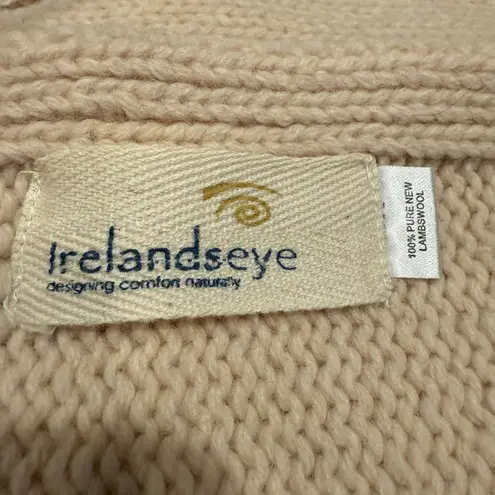 Irelandseye
designing comfort naturally
100% PURE NEW
LAMBSWOOL